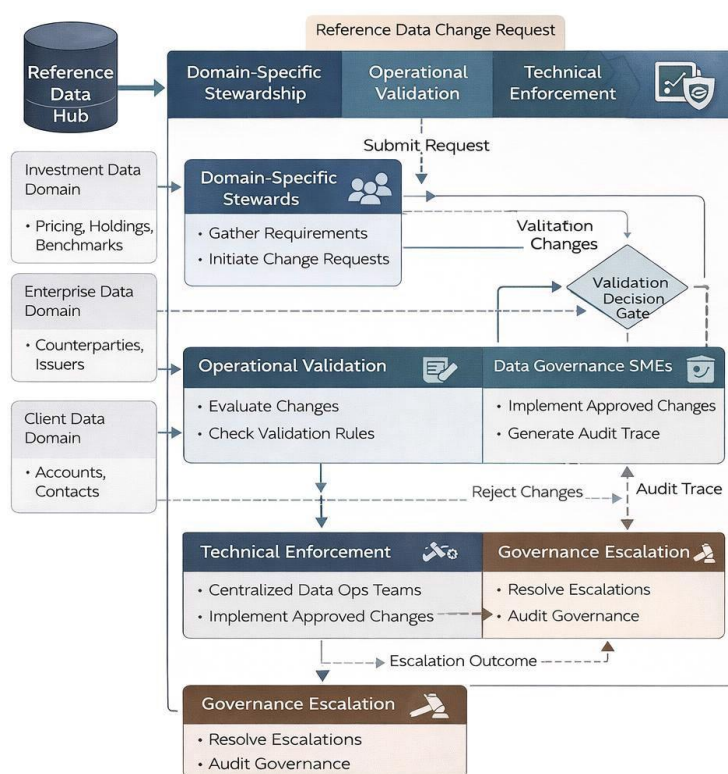 Reference Data Change Request
Reference
Data
Hub
Domain-Specific
Stewardship
Operational
Validation
Technical
Enforcement
Submit Request
Investment Data
Domain
• Pricing, Holdings,
Benchmarks
Domain-Specific
Stewards
• Gather Requirements
• Initiate Change Requests
Valitation
Changes
Validation
Decision
Gate
Enterprise Data
Domain
• Counterparties,
Issuers
Operational Validation
• Evaluate Changes
• Check Validation Rules
Data Governance SMEs
• Implement Approved Changes
• Generate Audit Trace
Client Data
Domain
• Accounts,
Contacts
Reject Changes
Audit Trace
Technical Enforcement
• Centralized Data Ops Teams
• Implement Approved Changes
Governance Escalation
• Resolve Escalations
• Audit Governance
Escalation Outcome
Governance Escalation
• Resolve Escalations
• Audit Governance